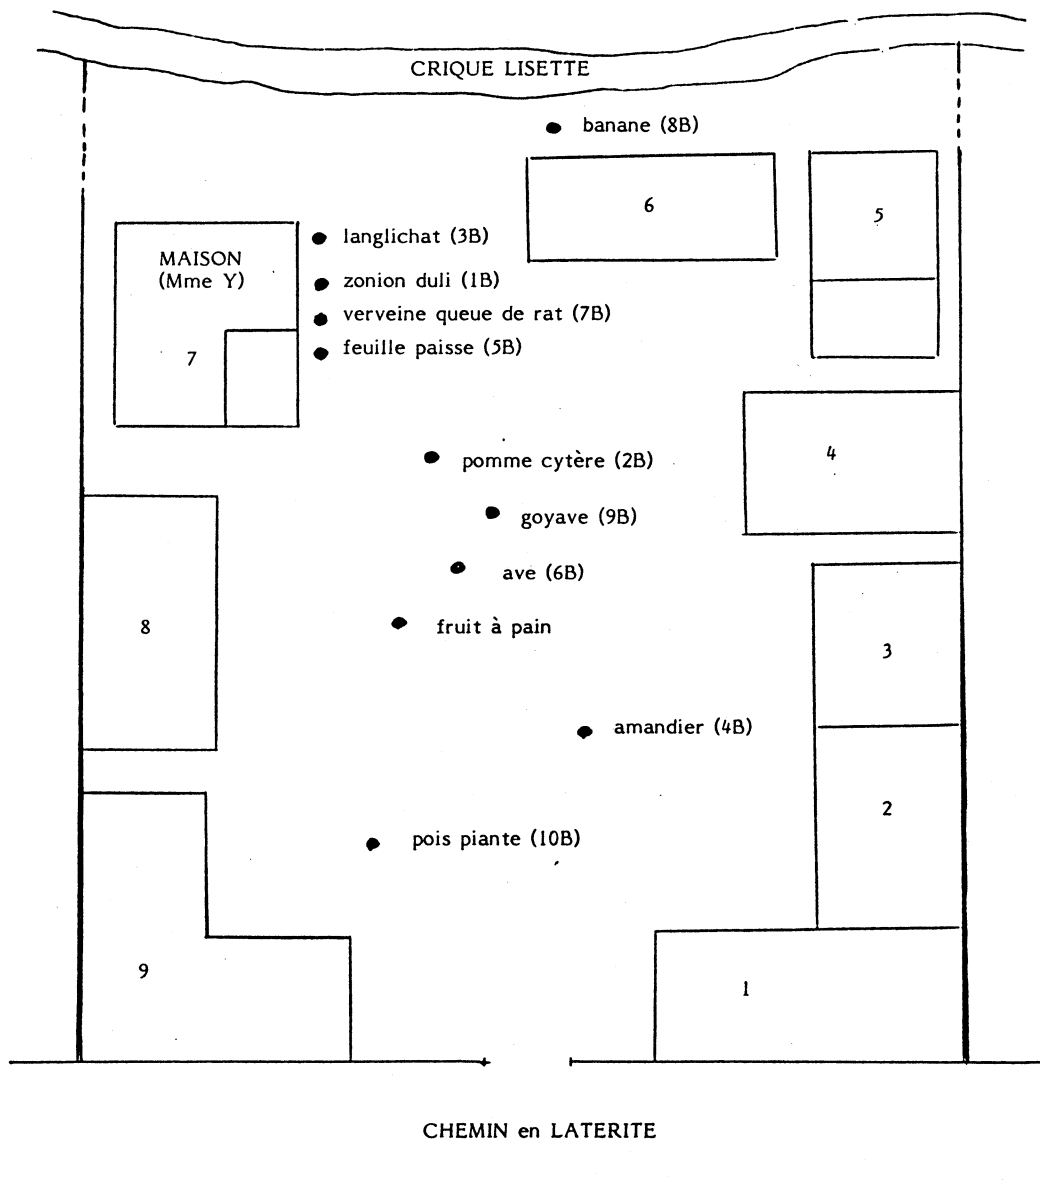 CRIQUE LISETTE
banane (8B)
6
5
langlichat (3B)
MAISON
(Mme Y)
zonion duli (1B)
verveine queue de rat (7B)
7
feuille paisse (5B)
4
pomme cytère (2B)
goyave (9B)
ave (6B)
8
fruit à pain
3
amandier (4B)
2
pois piante (10B)
9
1
CHEMIN en LATERITE